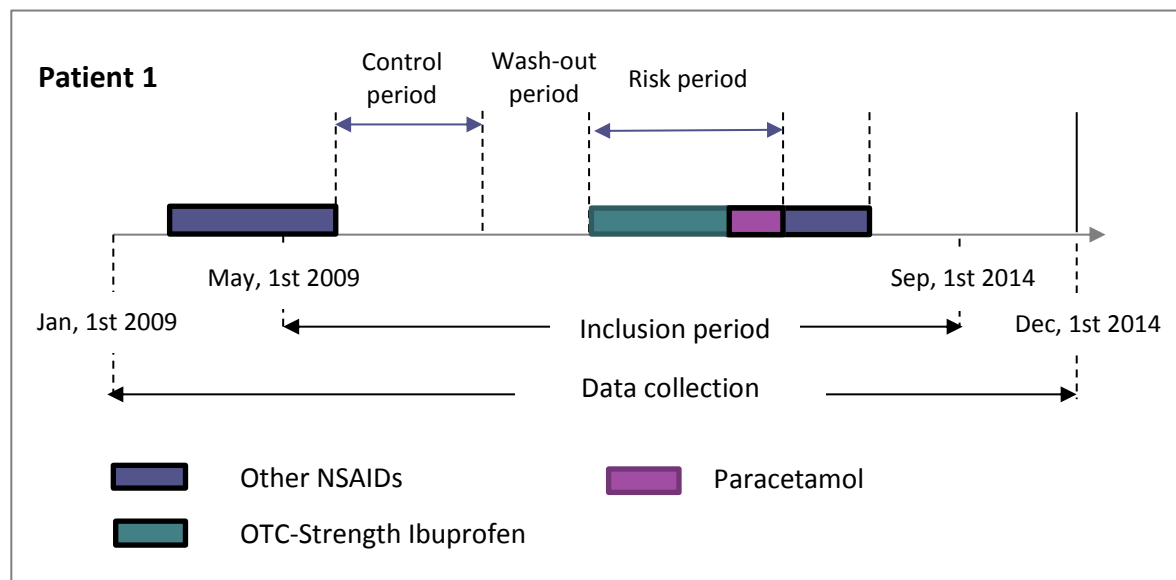 Patient 1
Control
period
Wash-out
period
Risk period
May, 1st 2009
Sep, 1st 2014
Jan, 1st 2009
Inclusion period
Dec, 1st 2014
Data collection
Other NSAIDs
Paracetamol
OTC-Strength Ibuprofen